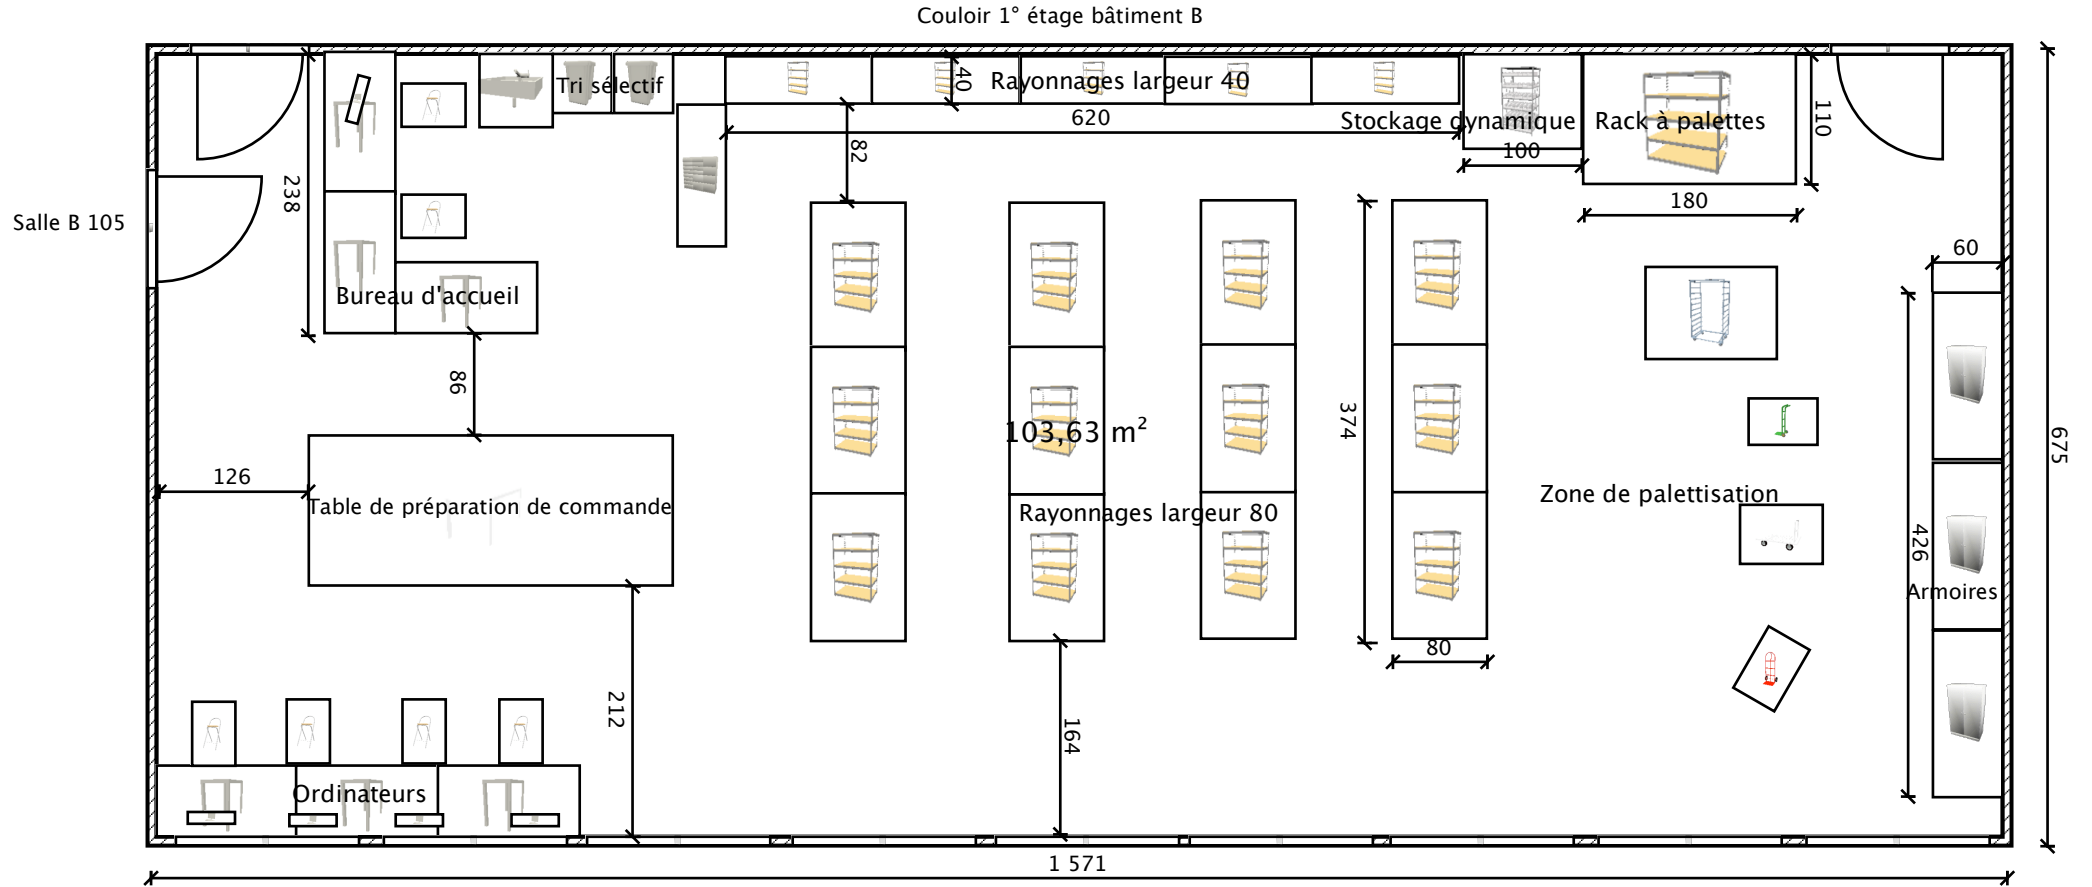 Couloir 1° étage bâtiment B
Tri sélectif
40
Rayonnages largeur 40
620
Stockage dynamique
Rack à palettes
110
82
100
238
180
Salle B 105
60
Bureau d'accueil
86
374
103,63 m²
675
126
Table de préparation de commande
Rayonnages largeur 80
Zone de palettisation
426
Armoires
80
212
164
Ordinateurs
1 571